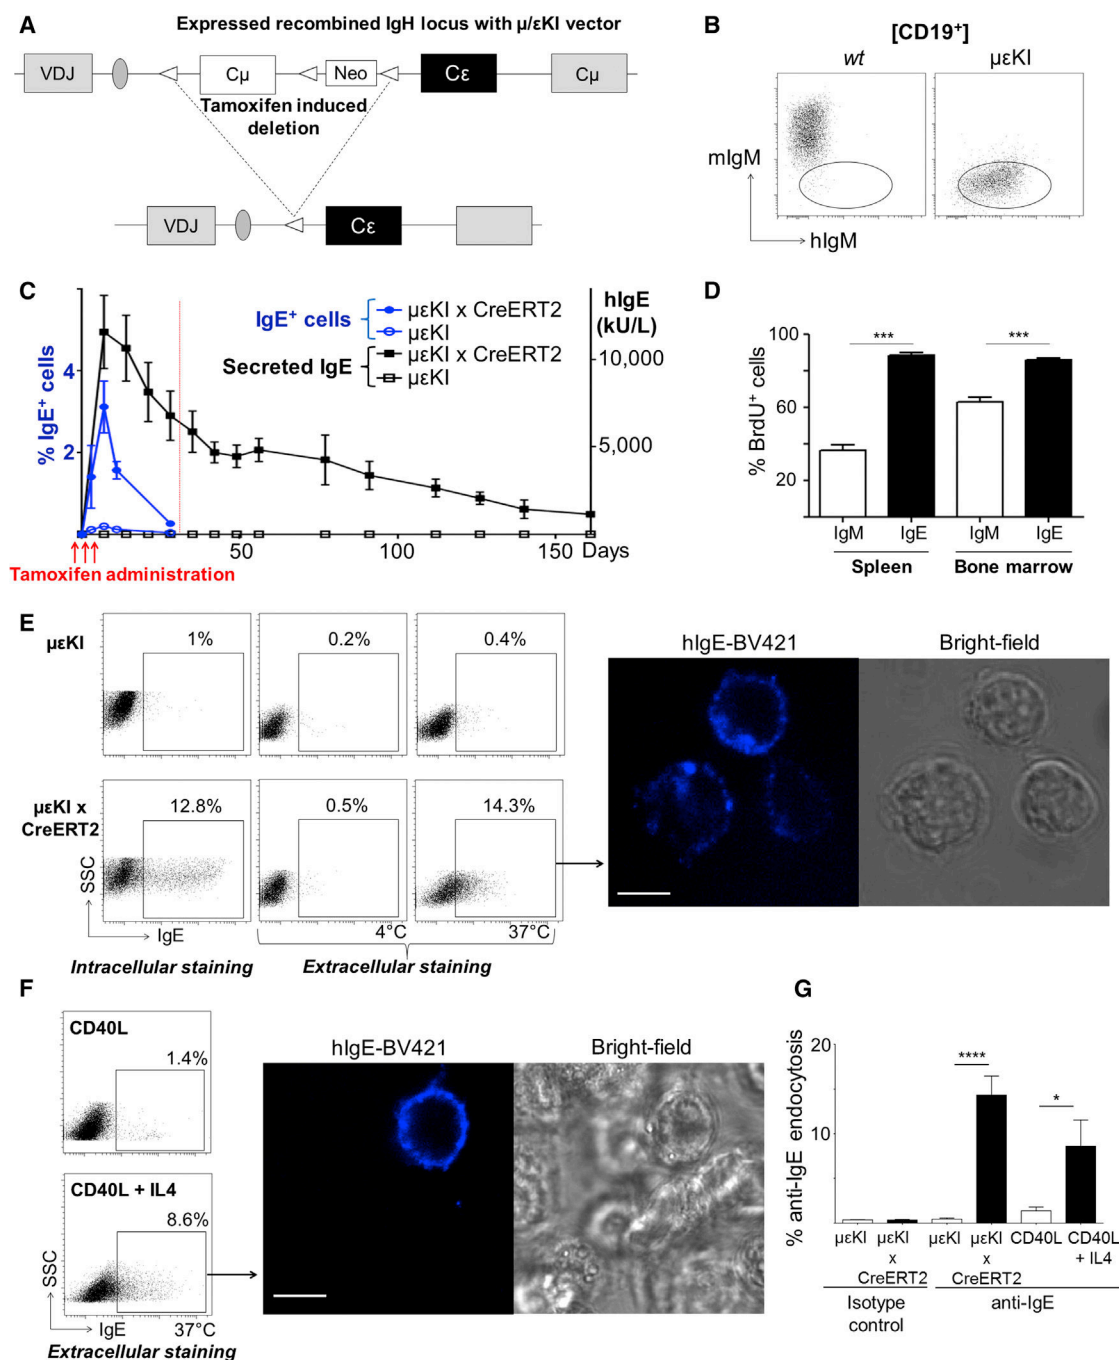 A
Expressed recombined IgH locus with μ/εKI vector
VDJ
Cμ
Neo
Cε
Cμ
Tamoxifen induced
deletion
VDJ
Cε
B
[CD19+]
wt
μεKI
mIgM
hIgM
C
IgE+ cells
μεKI x CreERT2
μεKI
Secreted IgE
μεKI x CreERT2
μεKI
hIgE
(kU/L)
% IgE+ cells
4
2
10,000
5,000
50
100
150
Days
Tamoxifen administration
D
***
***
% BrdU+ cells
100
60
20
IgM
IgE
IgM
IgE
Spleen
Bone marrow
E
μεKI
1%
0.2%
0.4%
μεKI x
CreERT2
12.8%
0.5%
14.3%
SSC
IgE
4°C
37°C
Intracellular staining
Extracellular staining
hIgE-BV421
Bright-field
F
CD40L
1.4%
CD40L + IL4
8.6%
SSC
IgE
37°C
Extracellular staining
hIgE-BV421
Bright-field
G
% anti-IgE endocytosis
20
10
****
*
μεKI
μεKI
x
CreERT2
μεKI
μεKI
x
CreERT2
CD40L
CD40L
+ IL4
Isotype
control
anti-IgE